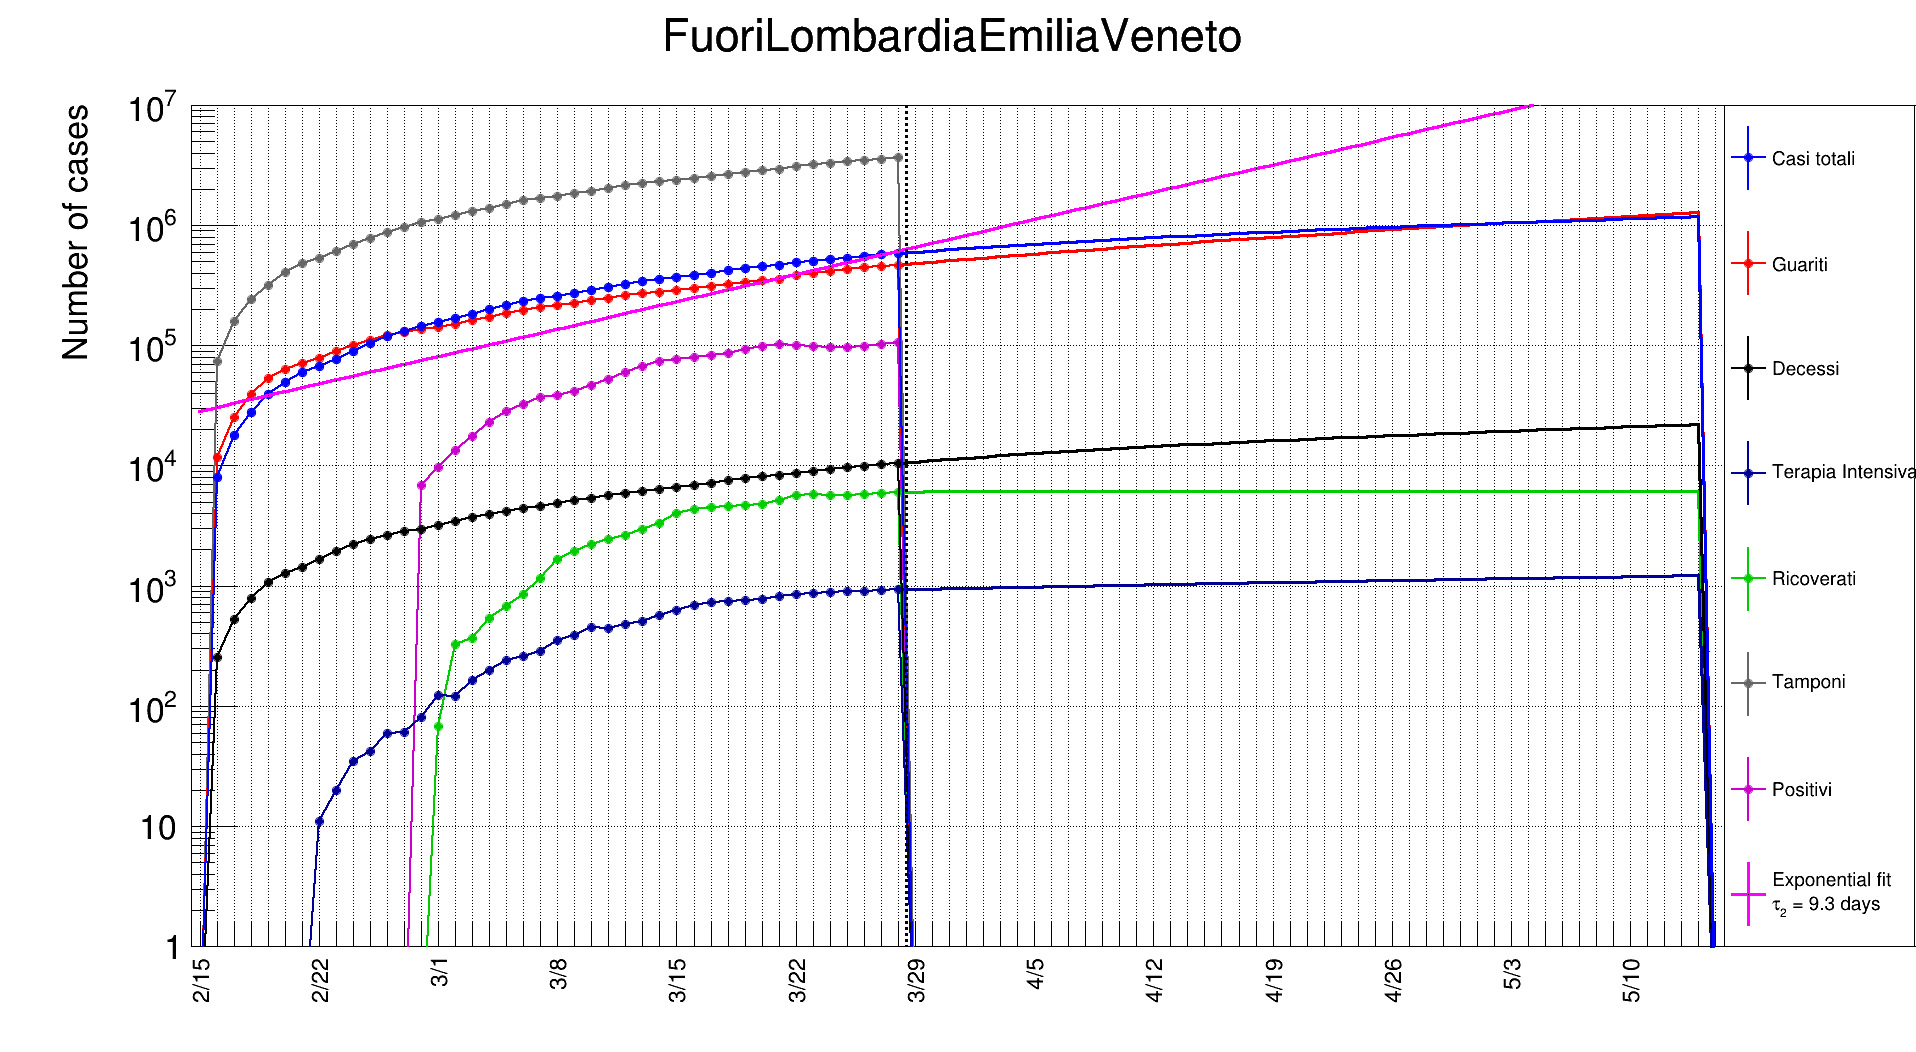 FuoriLombardiaEmiliaVeneto
Number of cases
10^7
10^6
10^5
10^4
10^3
10^2
10
1
2/15
2/22
3/1
3/8
3/15
3/22
3/29
4/5
4/12
4/19
4/26
5/3
5/10
Casi totali
Guariti
Decessi
Terapia Intensiva
Ricoverati
Tamponi
Positivi
Exponential fit
τ_2 = 9.3 days